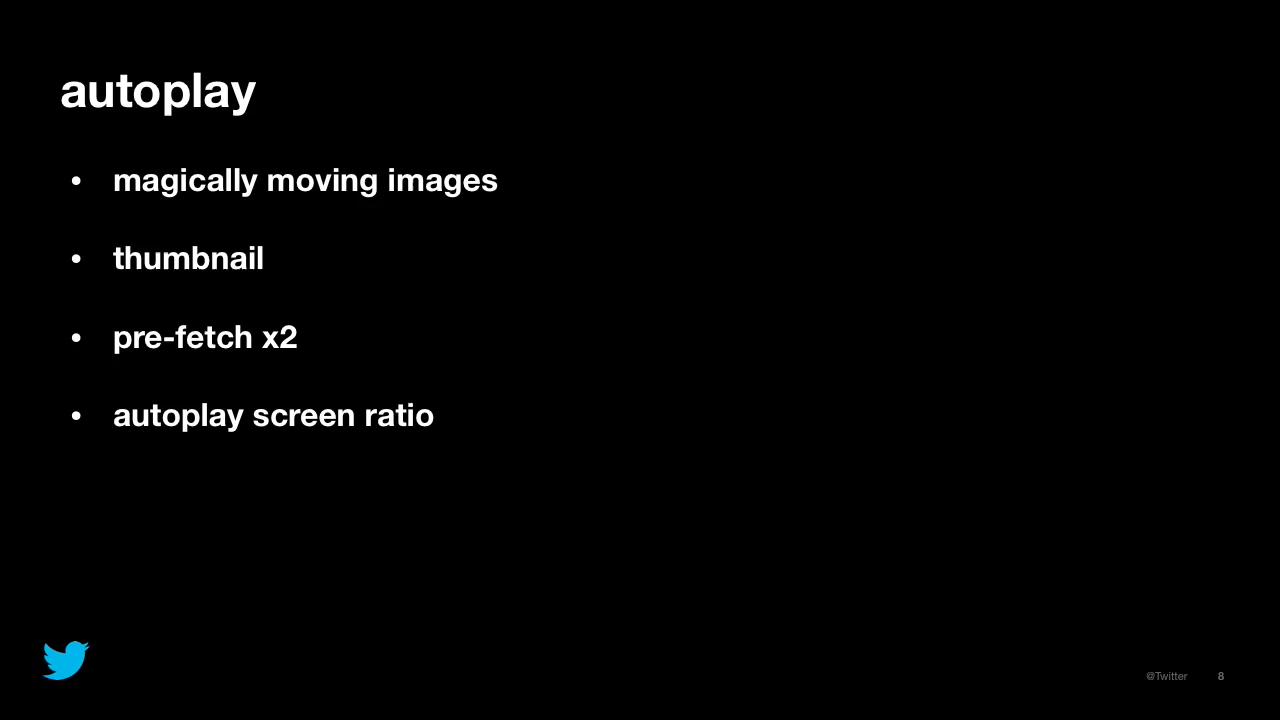 autoplay
• magically moving images
• thumbnail
• pre-fetch x2
• autoplay screen ratio
@Twitter 8